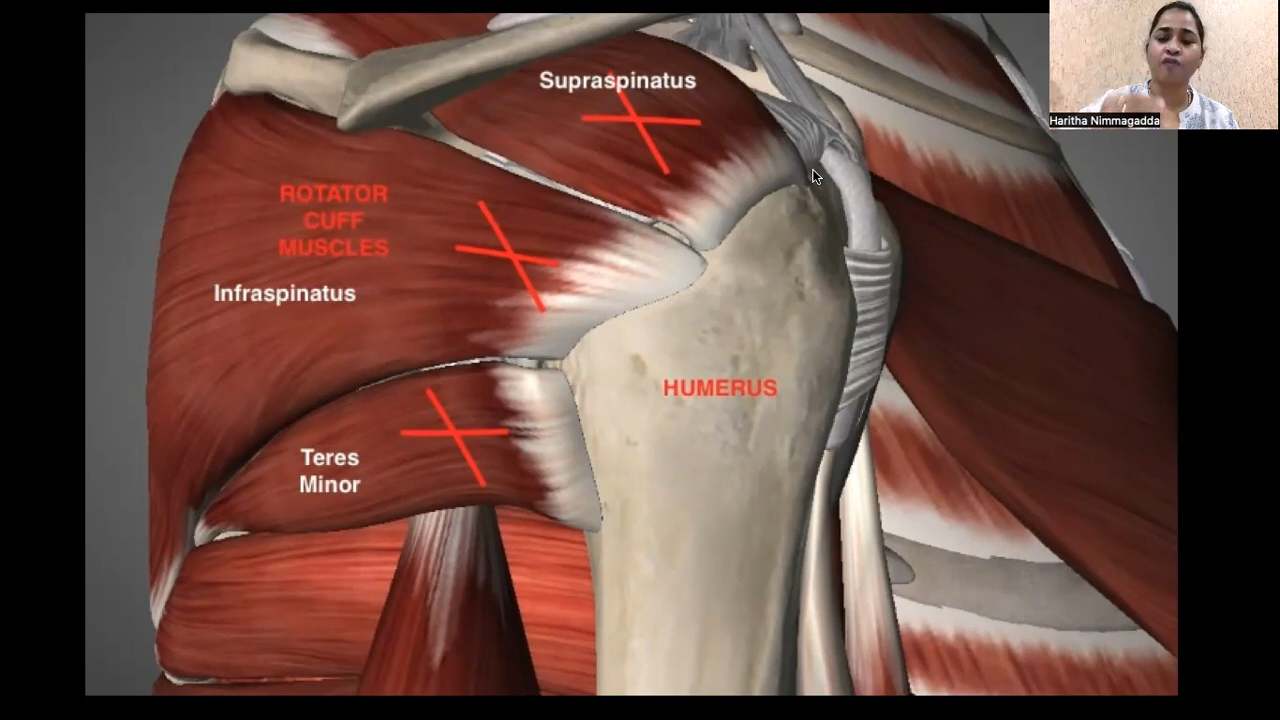 Supraspinatus
Haritha Nimmagadda
ROTATOR
CUFF
MUSCLES
Infraspinatus
HUMERUS
Teres
Minor